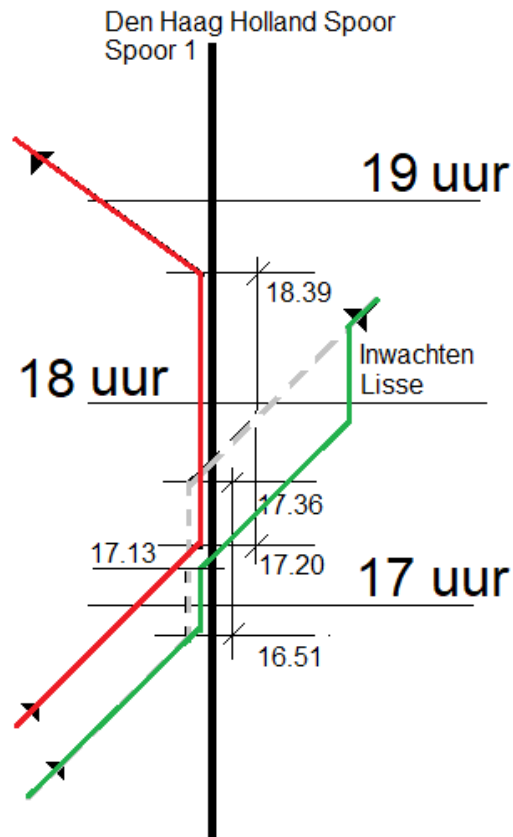 Den Haag Holland Spoor
Spoor 1
19 uur
18.39
Inwachten
Lisse
18 uur
17.36
17.13
17.20
17 uur
16.51